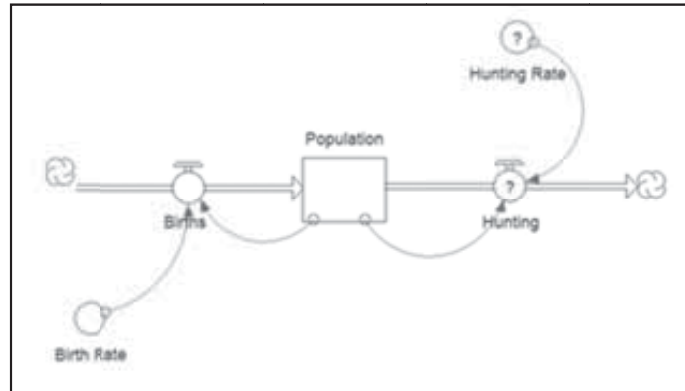 ?
Hunting Rate
Population
?
Births
Hunting
Birth Rate